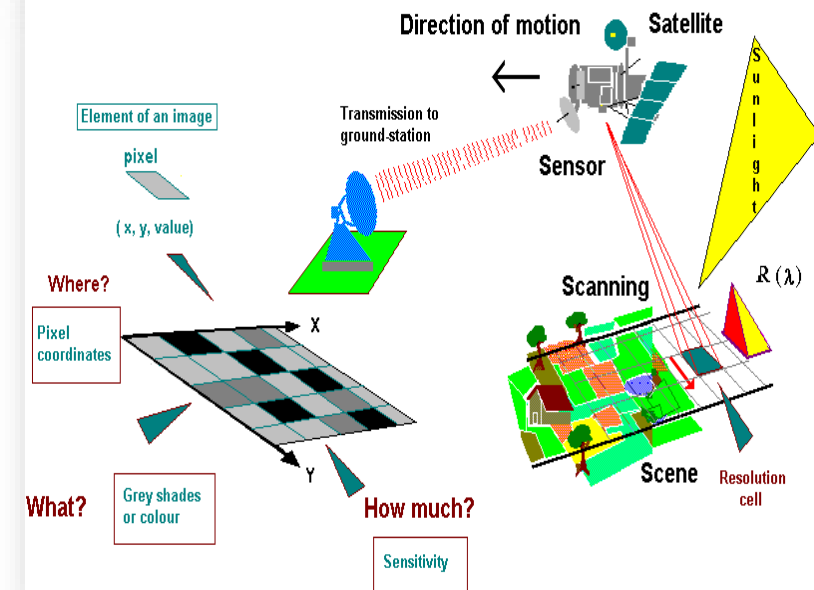 Direction of motion
Satellite
Sunlight
Element of an image
Transmission to
ground-station
pixel
Sensor
( x, y, value)
Where?
Scanning
R (λ)
X
Pixel
coordinates
Y
Scene
Resolution
cell
What?
Grey shades
or colour
How much?
Sensitivity